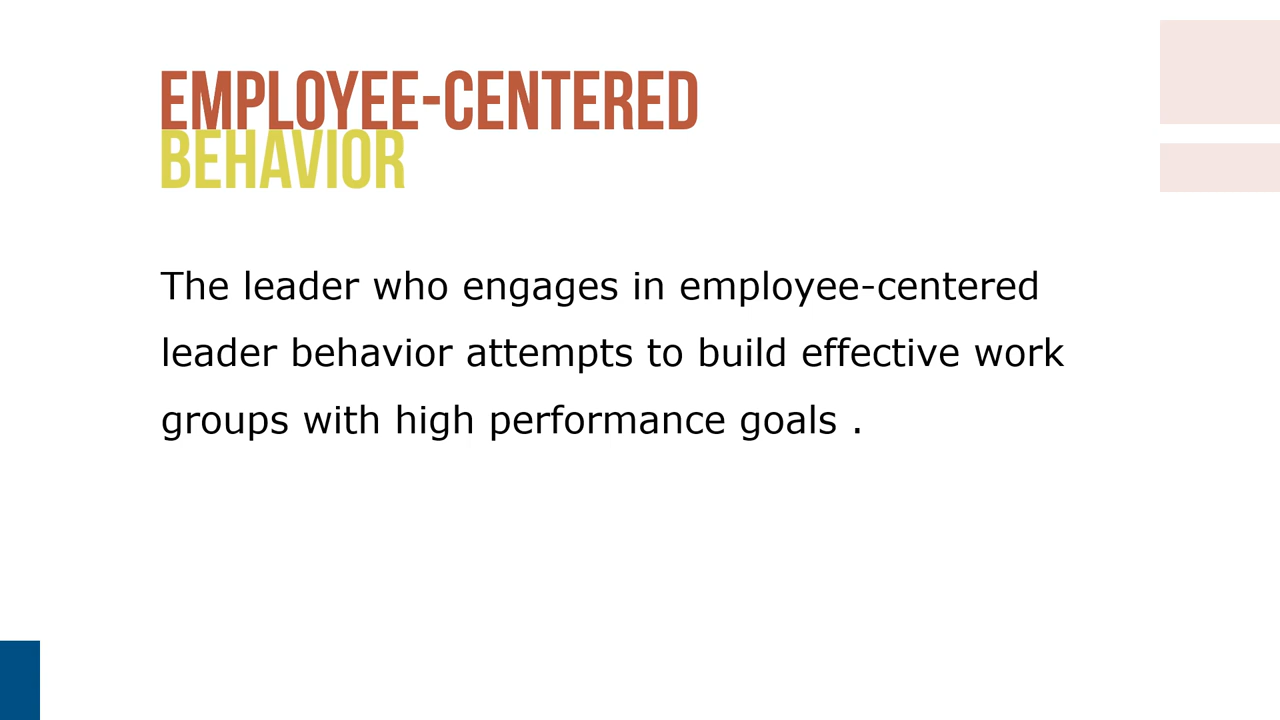 EMPLOYEE-CENTERED
BEHAVIOR
The leader who engages in employee-centered
leader behavior attempts to build effective work
groups with high performance goals .